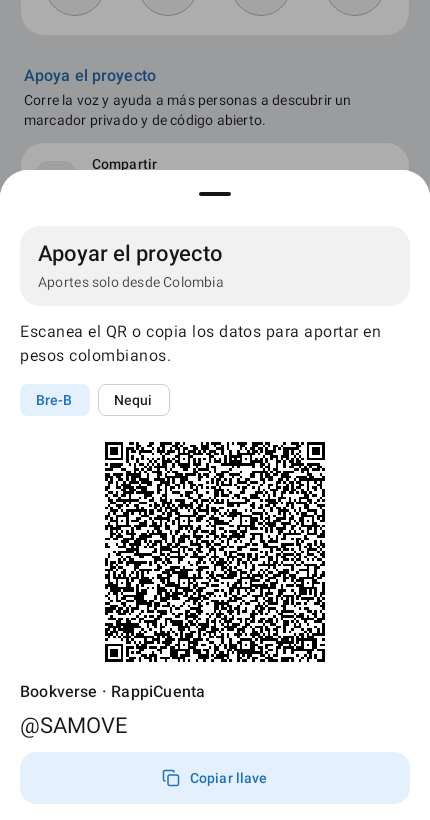 Apoya el proyecto
Corre la voz y ayuda a más personas a descubrir un
marcador privado y de código abierto.
Compartir
Apoyar el proyecto
Aportes solo desde Colombia
Escanea el QR o copia los datos para aportar en
pesos colombianos.
Bre-B
Nequi
Bookverse · RappiCuenta
@SAMOVE
Copiar llave